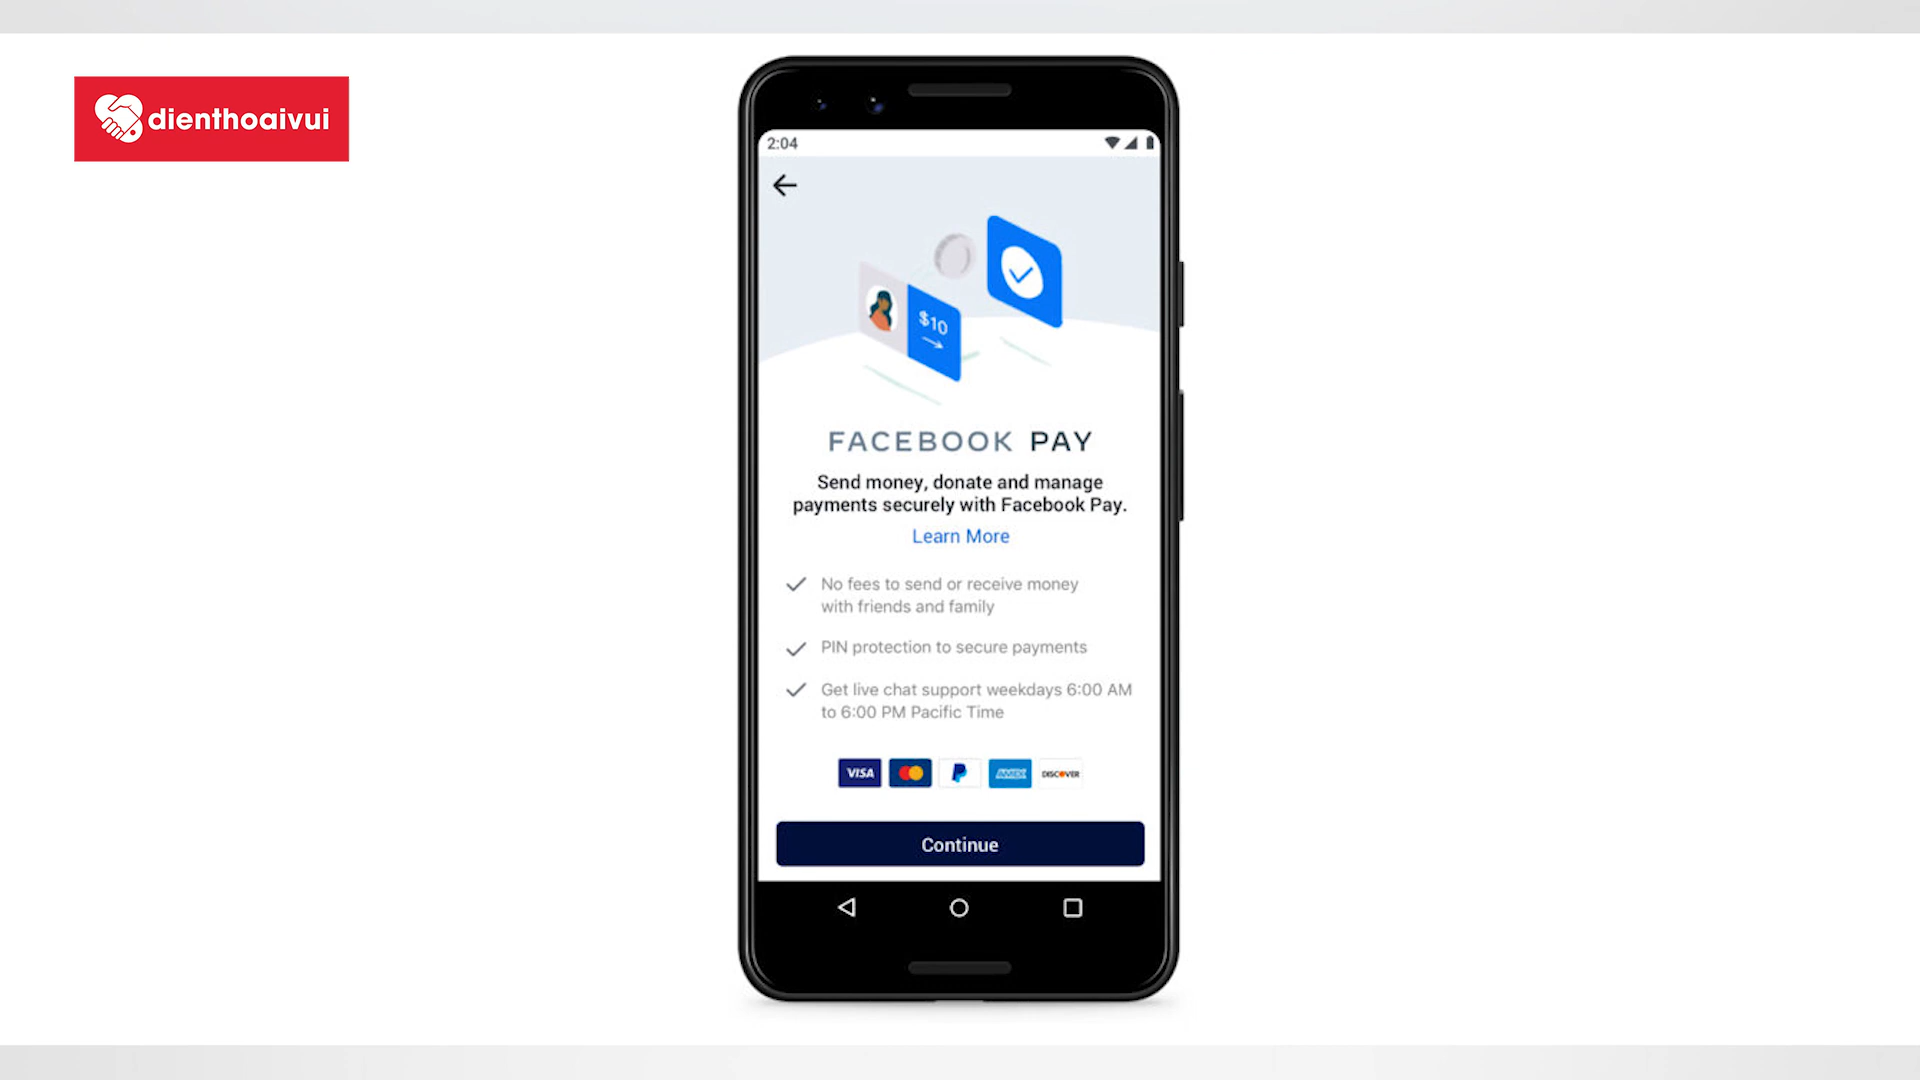 dienthoaivui
2:04
$10
FACEBOOK PAY
Send money, donate and manage
payments securely with Facebook Pay.
Learn More
No fees to send or receive money
with friends and family
PIN protection to secure payments
Get live chat support weekdays 6:00 AM
to 6:00 PM Pacific Time
VISA
AMEX
DISCOVER
Continue